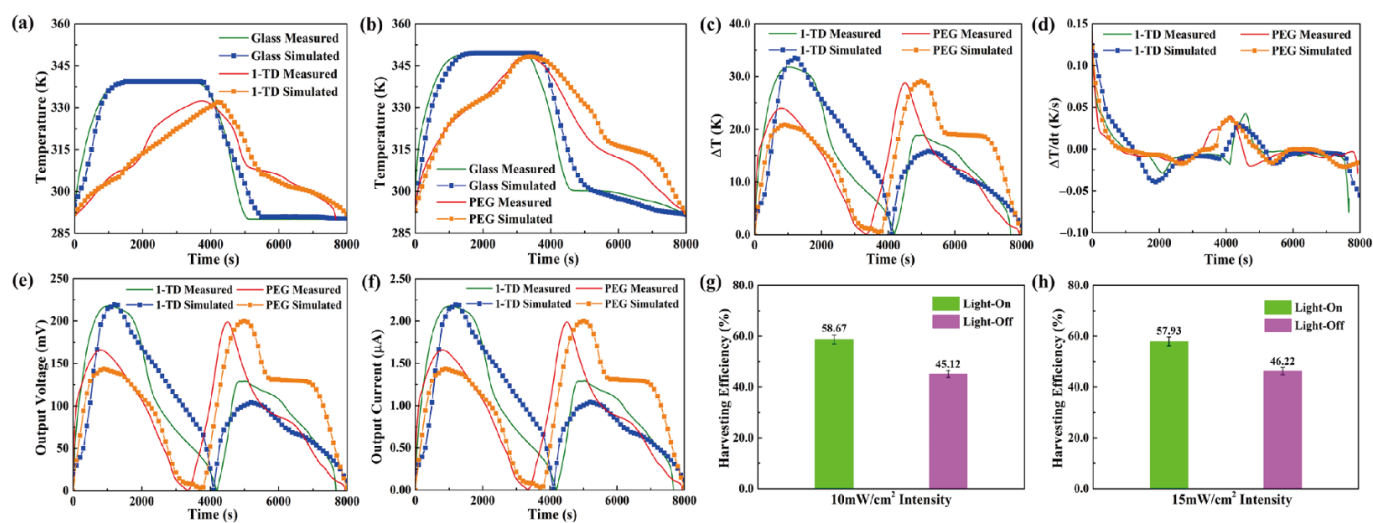 (a)
360
345
330
315
300
285
Temperature (K)
Glass Measured
Glass Simulated
1-TD Measured
1-TD Simulated
0 2000 4000 6000 8000
Time (s)
(b)
360
345
330
315
300
285
Temperature (K)
Glass Measured
Glass Simulated
PEG Measured
PEG Simulated
0 2000 4000 6000 8000
Time (s)
(c)
40.0
30.0
20.0
10.0
0.0
ΔT (K)
1-TD Measured PEG Measured
1-TD Simulated PEG Simulated
0 2000 4000 6000 8000
Time (s)
(d)
0.15
0.10
0.05
0.00
−0.05
−0.10
ΔT/dt (K/s)
1-TD Measured PEG Measured
1-TD Simulated PEG Simulated
0 2000 4000 6000 8000
Time (s)
(e)
250
200
150
100
50
0
Output Voltage (mV)
1-TD Measured PEG Measured
1-TD Simulated PEG Simulated
0 2000 4000 6000 8000
Time (s)
(f)
2.50
2.00
1.50
1.00
0.50
0.00
Output Current (μA)
1-TD Measured PEG Measured
1-TD Simulated PEG Simulated
0 2000 4000 6000 8000
Time (s)
(g)
80.0
60.0
40.0
20.0
0.0
Harvesting Efficiency (%)
Light-On
Light-Off
58.67
45.12
10mW/cm² Intensity
(h)
80.0
60.0
40.0
20.0
0.0
Harvesting Efficiency (%)
Light-On
Light-Off
57.93
46.22
15mW/cm² Intensity